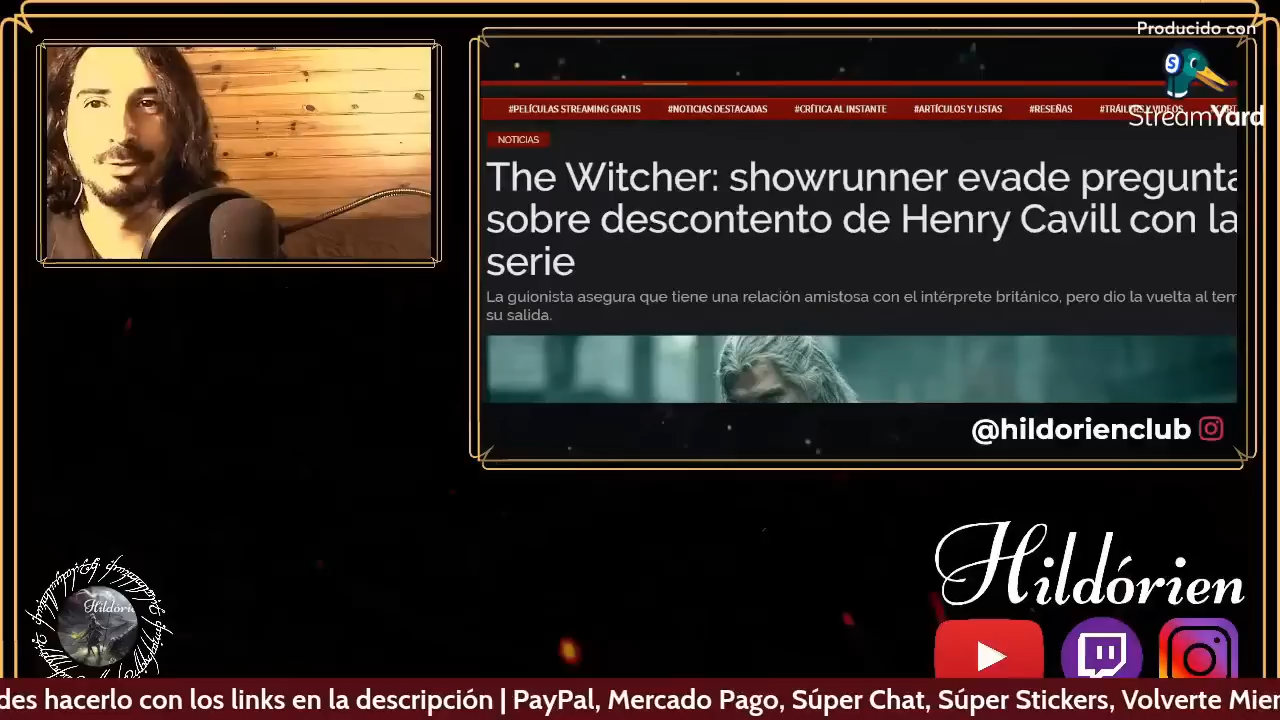 Producido con
StreamYard
#PELÍCULAS STREAMING GRATIS #NOTICIAS DESTACADAS #CRÍTICA AL INSTANTE #ARTÍCULOS Y LISTAS #RESEÑAS
NOTICIAS
The Witcher: showrunner evade pregunta
sobre descontento de Henry Cavill con la
serie
La guionista asegura que tiene una relación amistosa con el intérprete británico, pero dio la vuelta al tem
su salida.
@hildorienclub
Hildórien
Hildórien
des hacerlo con los links en la descripción | PayPal, Mercado Pago, Súper Chat, Súper Stickers, Volverte Mier